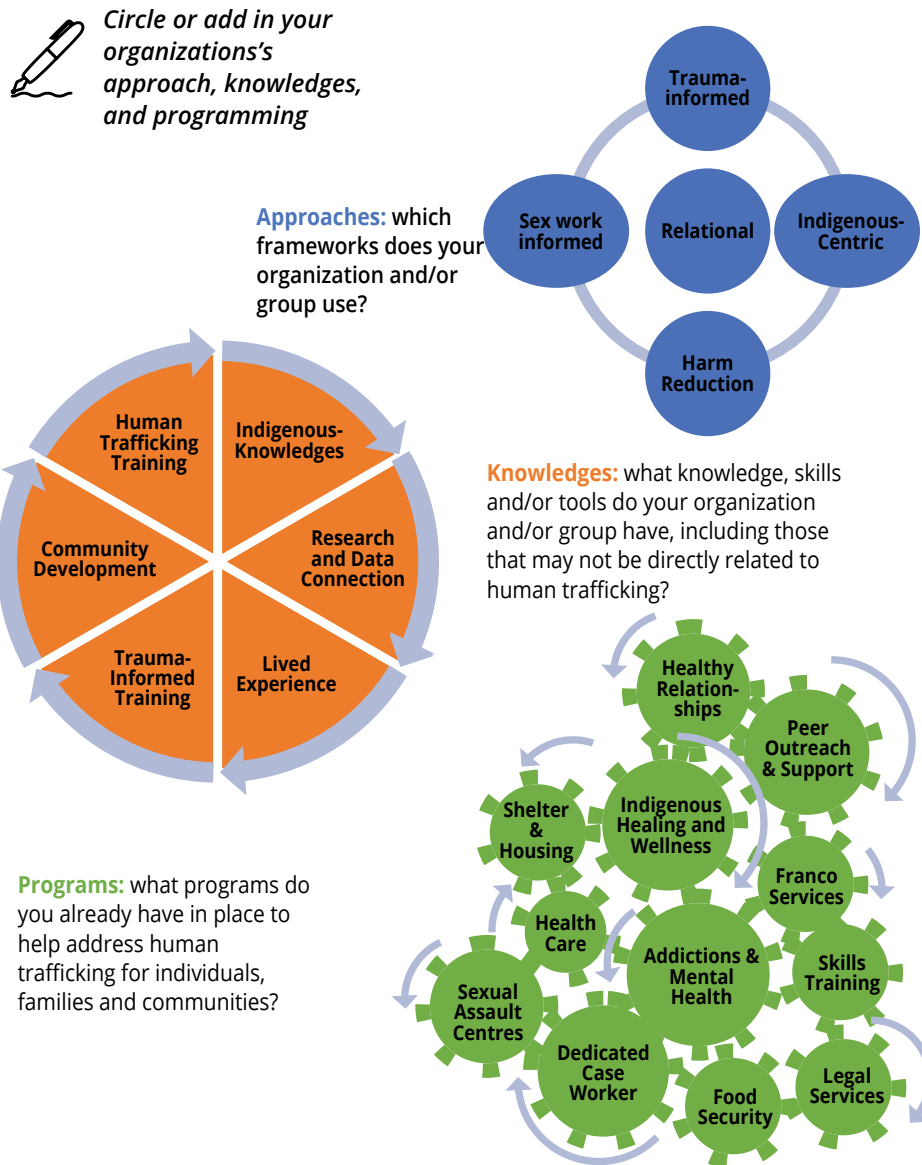 Circle or add in your
organizations's
approach, knowledges,
and programming
Trauma-
informed
Sex work
informed
Relational
Indigenous-
Centric
Harm
Reduction
Approaches: which
frameworks does your
organization and/or
group use?
Human
Trafficking
Training
Indigenous-
Knowledges
Community
Development
Research
and Data
Connection
Trauma-
Informed
Training
Lived
Experience
Knowledges: what knowledge, skills
and/or tools do your organization
and/or group have, including those
that may not be directly related to
human trafficking?
Healthy
Relation-
ships
Peer
Outreach
& Support
Shelter
&
Housing
Indigenous
Healing and
Wellness
Franco
Services
Health
Care
Addictions &
Mental
Health
Skills
Training
Sexual
Assault
Centres
Dedicated
Case
Worker
Food
Security
Legal
Services
Programs: what programs do
you already have in place to
help address human
trafficking for individuals,
families and communities?